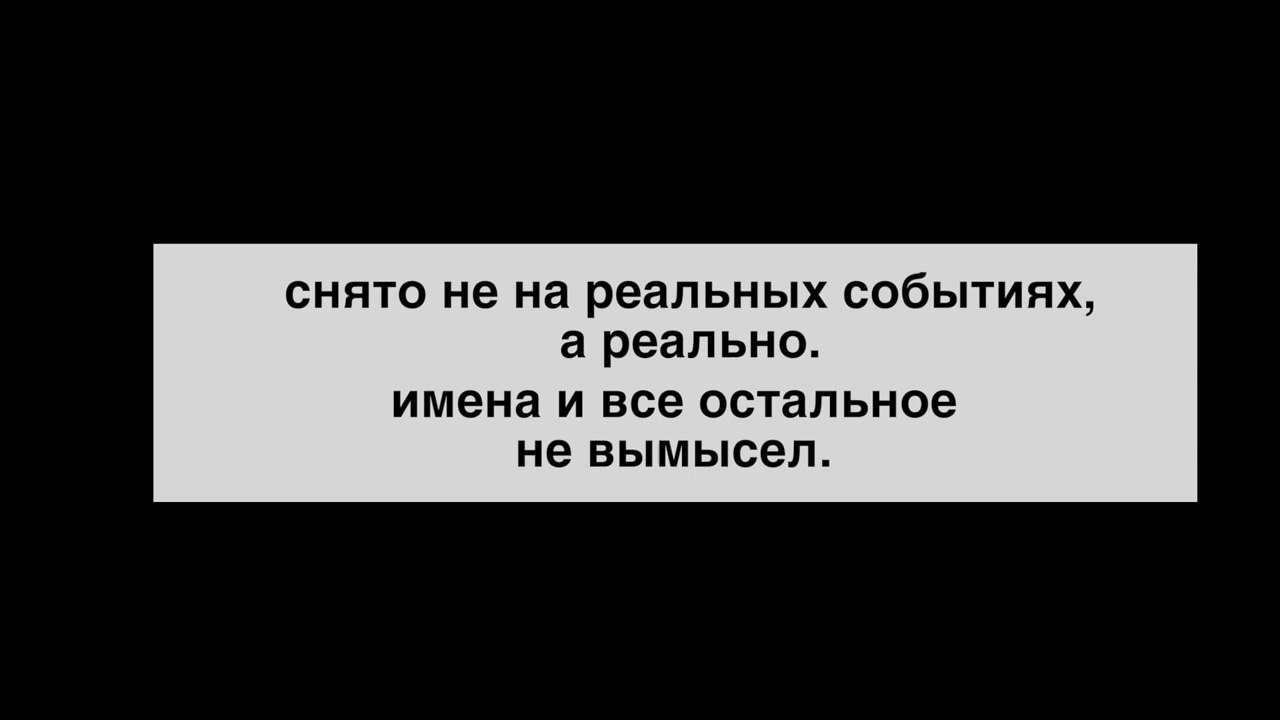 снято не на реальных событиях,
а реально.
имена и все остальное
не вымысел.